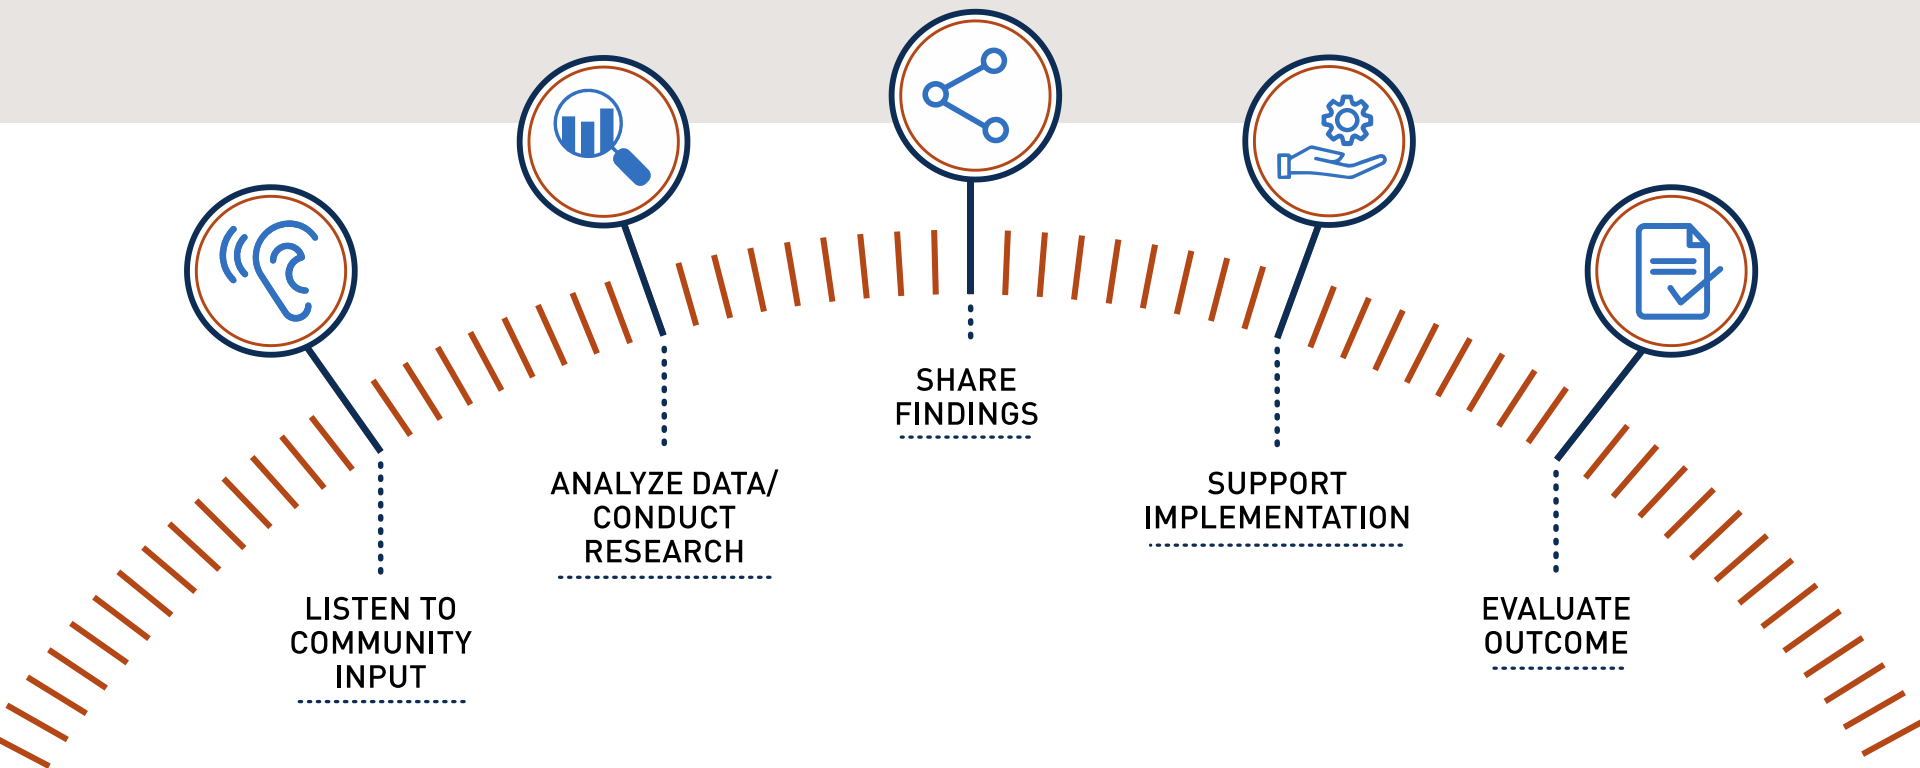 LISTEN TO
COMMUNITY
INPUT
ANALYZE DATA/
CONDUCT
RESEARCH
SHARE
FINDINGS
SUPPORT
IMPLEMENTATION
EVALUATE
OUTCOME